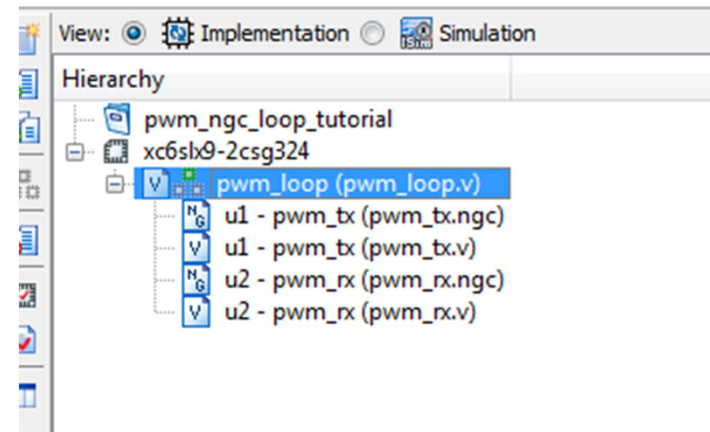 View: Implementation Simulation
Hierarchy
pwm_ngc_loop_tutorial
xc6slx9-2csg324
pwm_loop (pwm_loop.v)
u1 - pwm_tx (pwm_tx.ngc)
u1 - pwm_tx (pwm_tx.v)
u2 - pwm_rx (pwm_rx.ngc)
u2 - pwm_rx (pwm_rx.v)